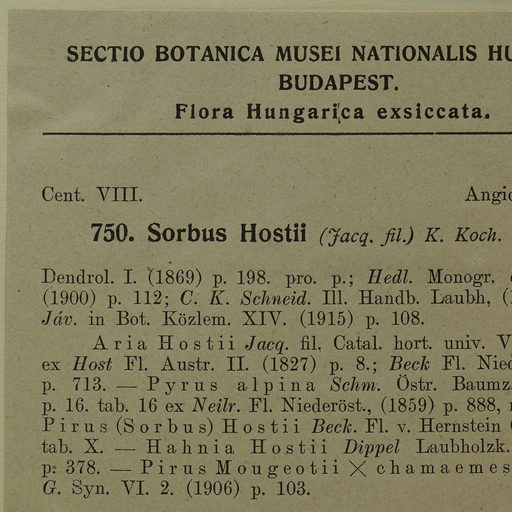 SECTIO BOTANICA MUSEI NATIONALIS HU
BUDAPEST.
Flora Hungarica exsiccata.
Cent. VIII. Angio
750. Sorbus Hostii (Jacq. fil.) K. Koch.
Dendrol. I. (1869) p. 198. pro. p.; Hedl. Monogr.
(1900) p. 112; C. K. Schneid. Ill. Handb. Laubh, (
Jáv. in Bot. Közlem. XIV. (1915) p. 108.
Aria Hostii Jacq. fil. Catal. hort. univ. V
ex Host Fl. Austr. II. (1827) p. 8.; Beck Fl. Nied
p. 713. — Pyrus alpina Schm. Östr. Baumz
p. 16. tab. 16 ex Neilr. Fl. Niederöst., (1859) p. 888,
Pirus (Sorbus) Hostii Beck. Fl. v. Hernstein
tab. X. — Hahnia Hostii Dippel Laubholzk.
p. 378. — Pirus Mougeotii × chamaemes
G. Syn. VI. 2. (1906) p. 103.